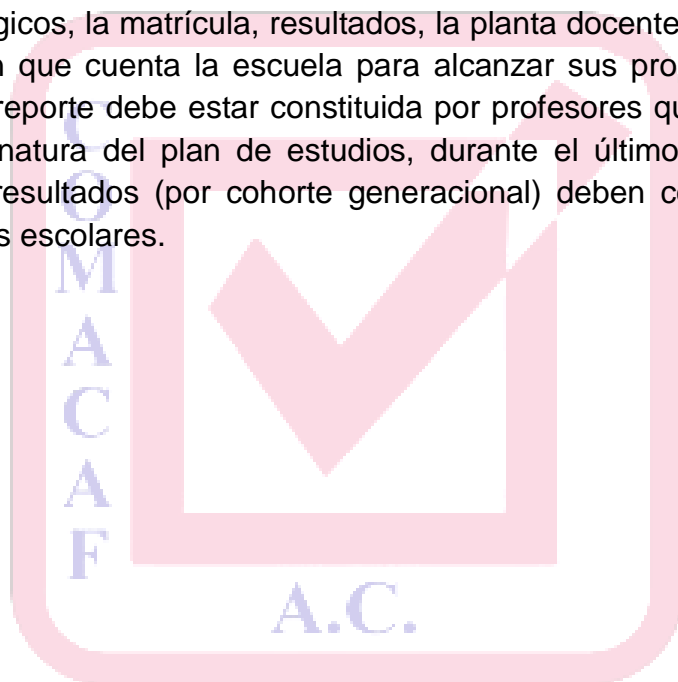 gicos, la matrícula, resultados, la planta docente
que cuenta la escuela para alcanzar sus pro
reporte debe estar constituida por profesores qu
natura del plan de estudios, durante el último
resultados (por cohorte generacional) deben c
s escolares.
COMACAF
A.C.